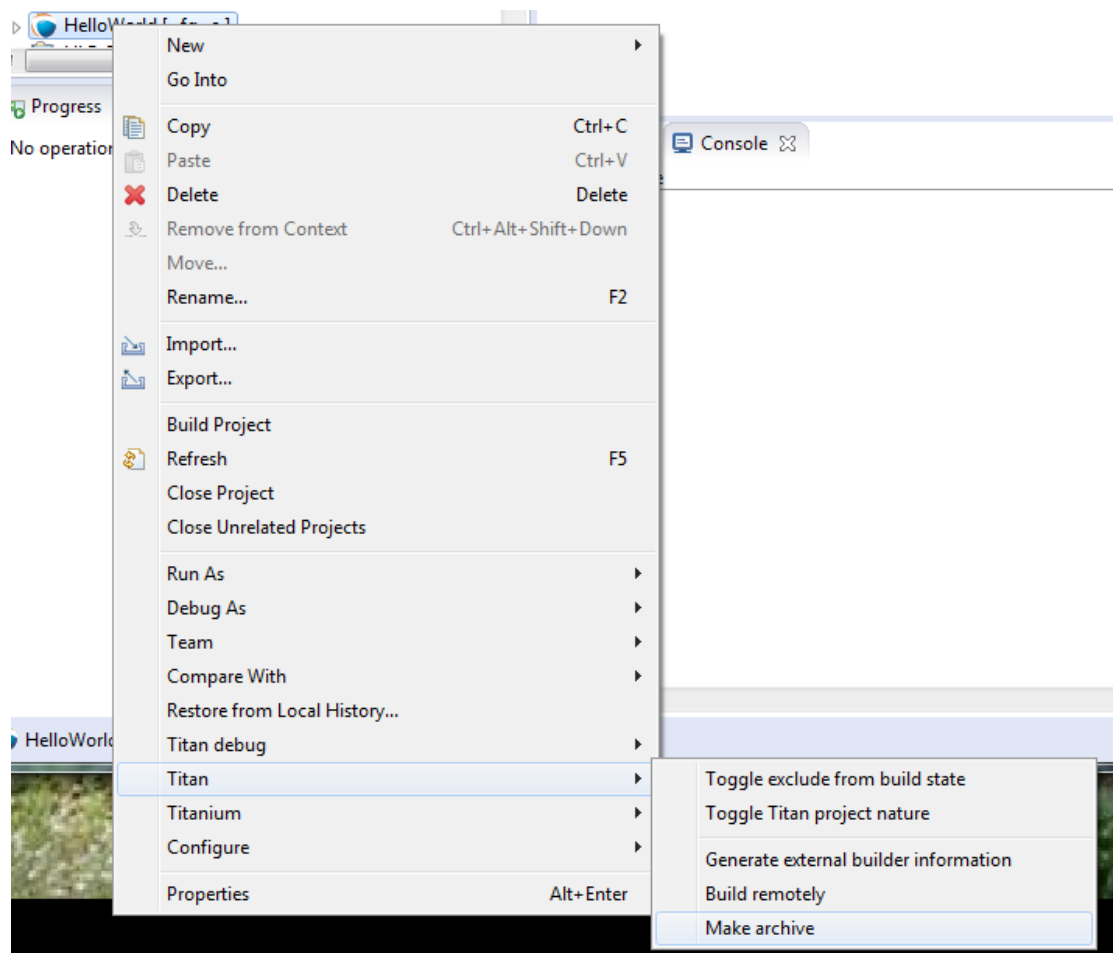 HelloWorld
New
Go Into
Progress
Copy Ctrl+C
Console
No operation
Paste Ctrl+V
Delete Delete
Remove from Context Ctrl+Alt+Shift+Down
Move...
Rename... F2
Import...
Export...
Build Project
Refresh F5
Close Project
Close Unrelated Projects
Run As
Debug As
Team
Compare With
Restore from Local History...
HelloWorld
Titan debug
Titan
Toggle exclude from build state
Titanium
Toggle Titan project nature
Configure
Generate external builder information
Properties Alt+Enter
Build remotely
Make archive